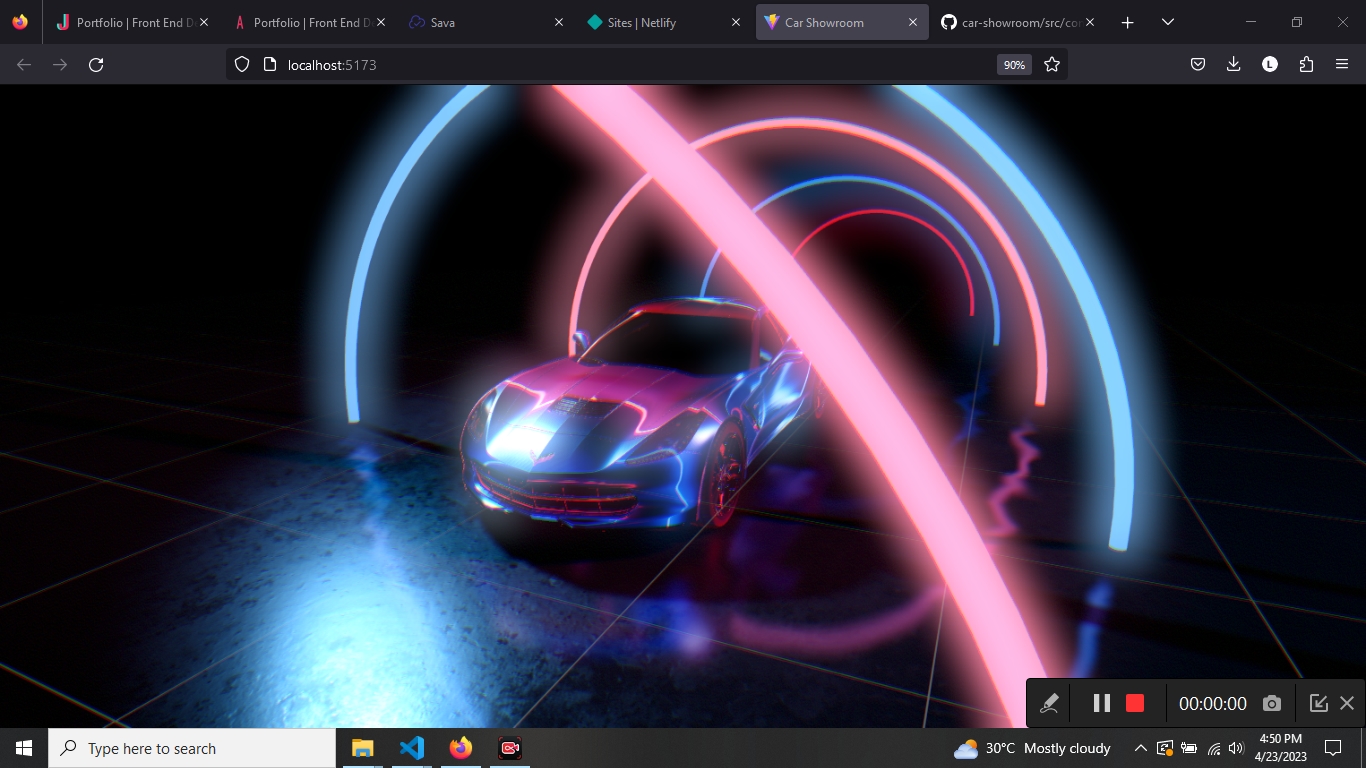 Portfolio | Front End D
Portfolio | Front End De
Sava
Sites | Netlify
Car Showroom
car-showroom/src/co
localhost:5173
90%
L
00:00:00
Type here to search
30°C Mostly cloudy
4:50 PM
4/23/2023